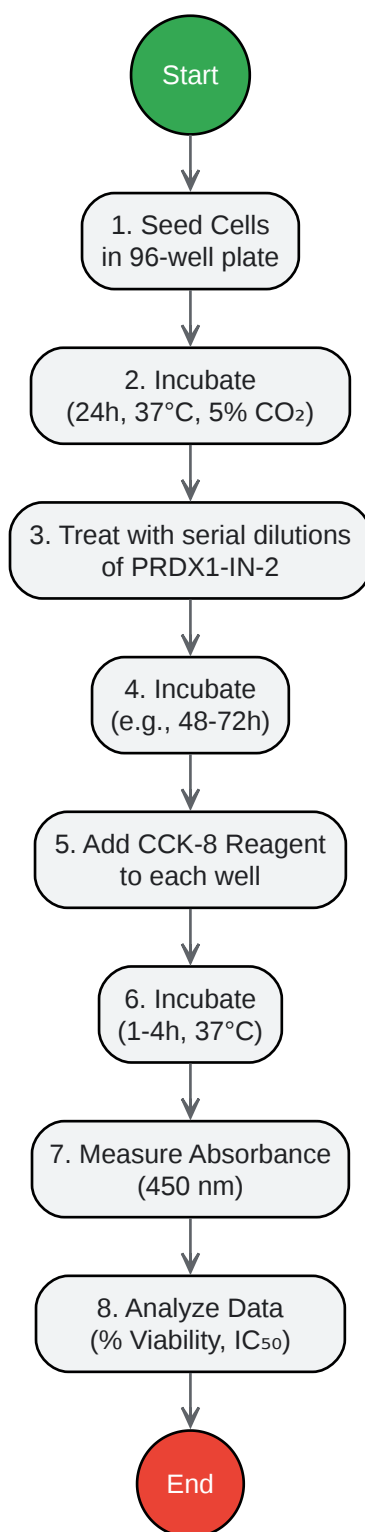 Start
1. Seed Cells
in 96-well plate
2. Incubate
(24h, 37°C, 5% CO₂)
3. Treat with serial dilutions
of PRDX1-IN-2
4. Incubate
(e.g., 48-72h)
5. Add CCK-8 Reagent
to each well
6. Incubate
(1-4h, 37°C)
7. Measure Absorbance
(450 nm)
8. Analyze Data
(% Viability, IC₅₀)
End